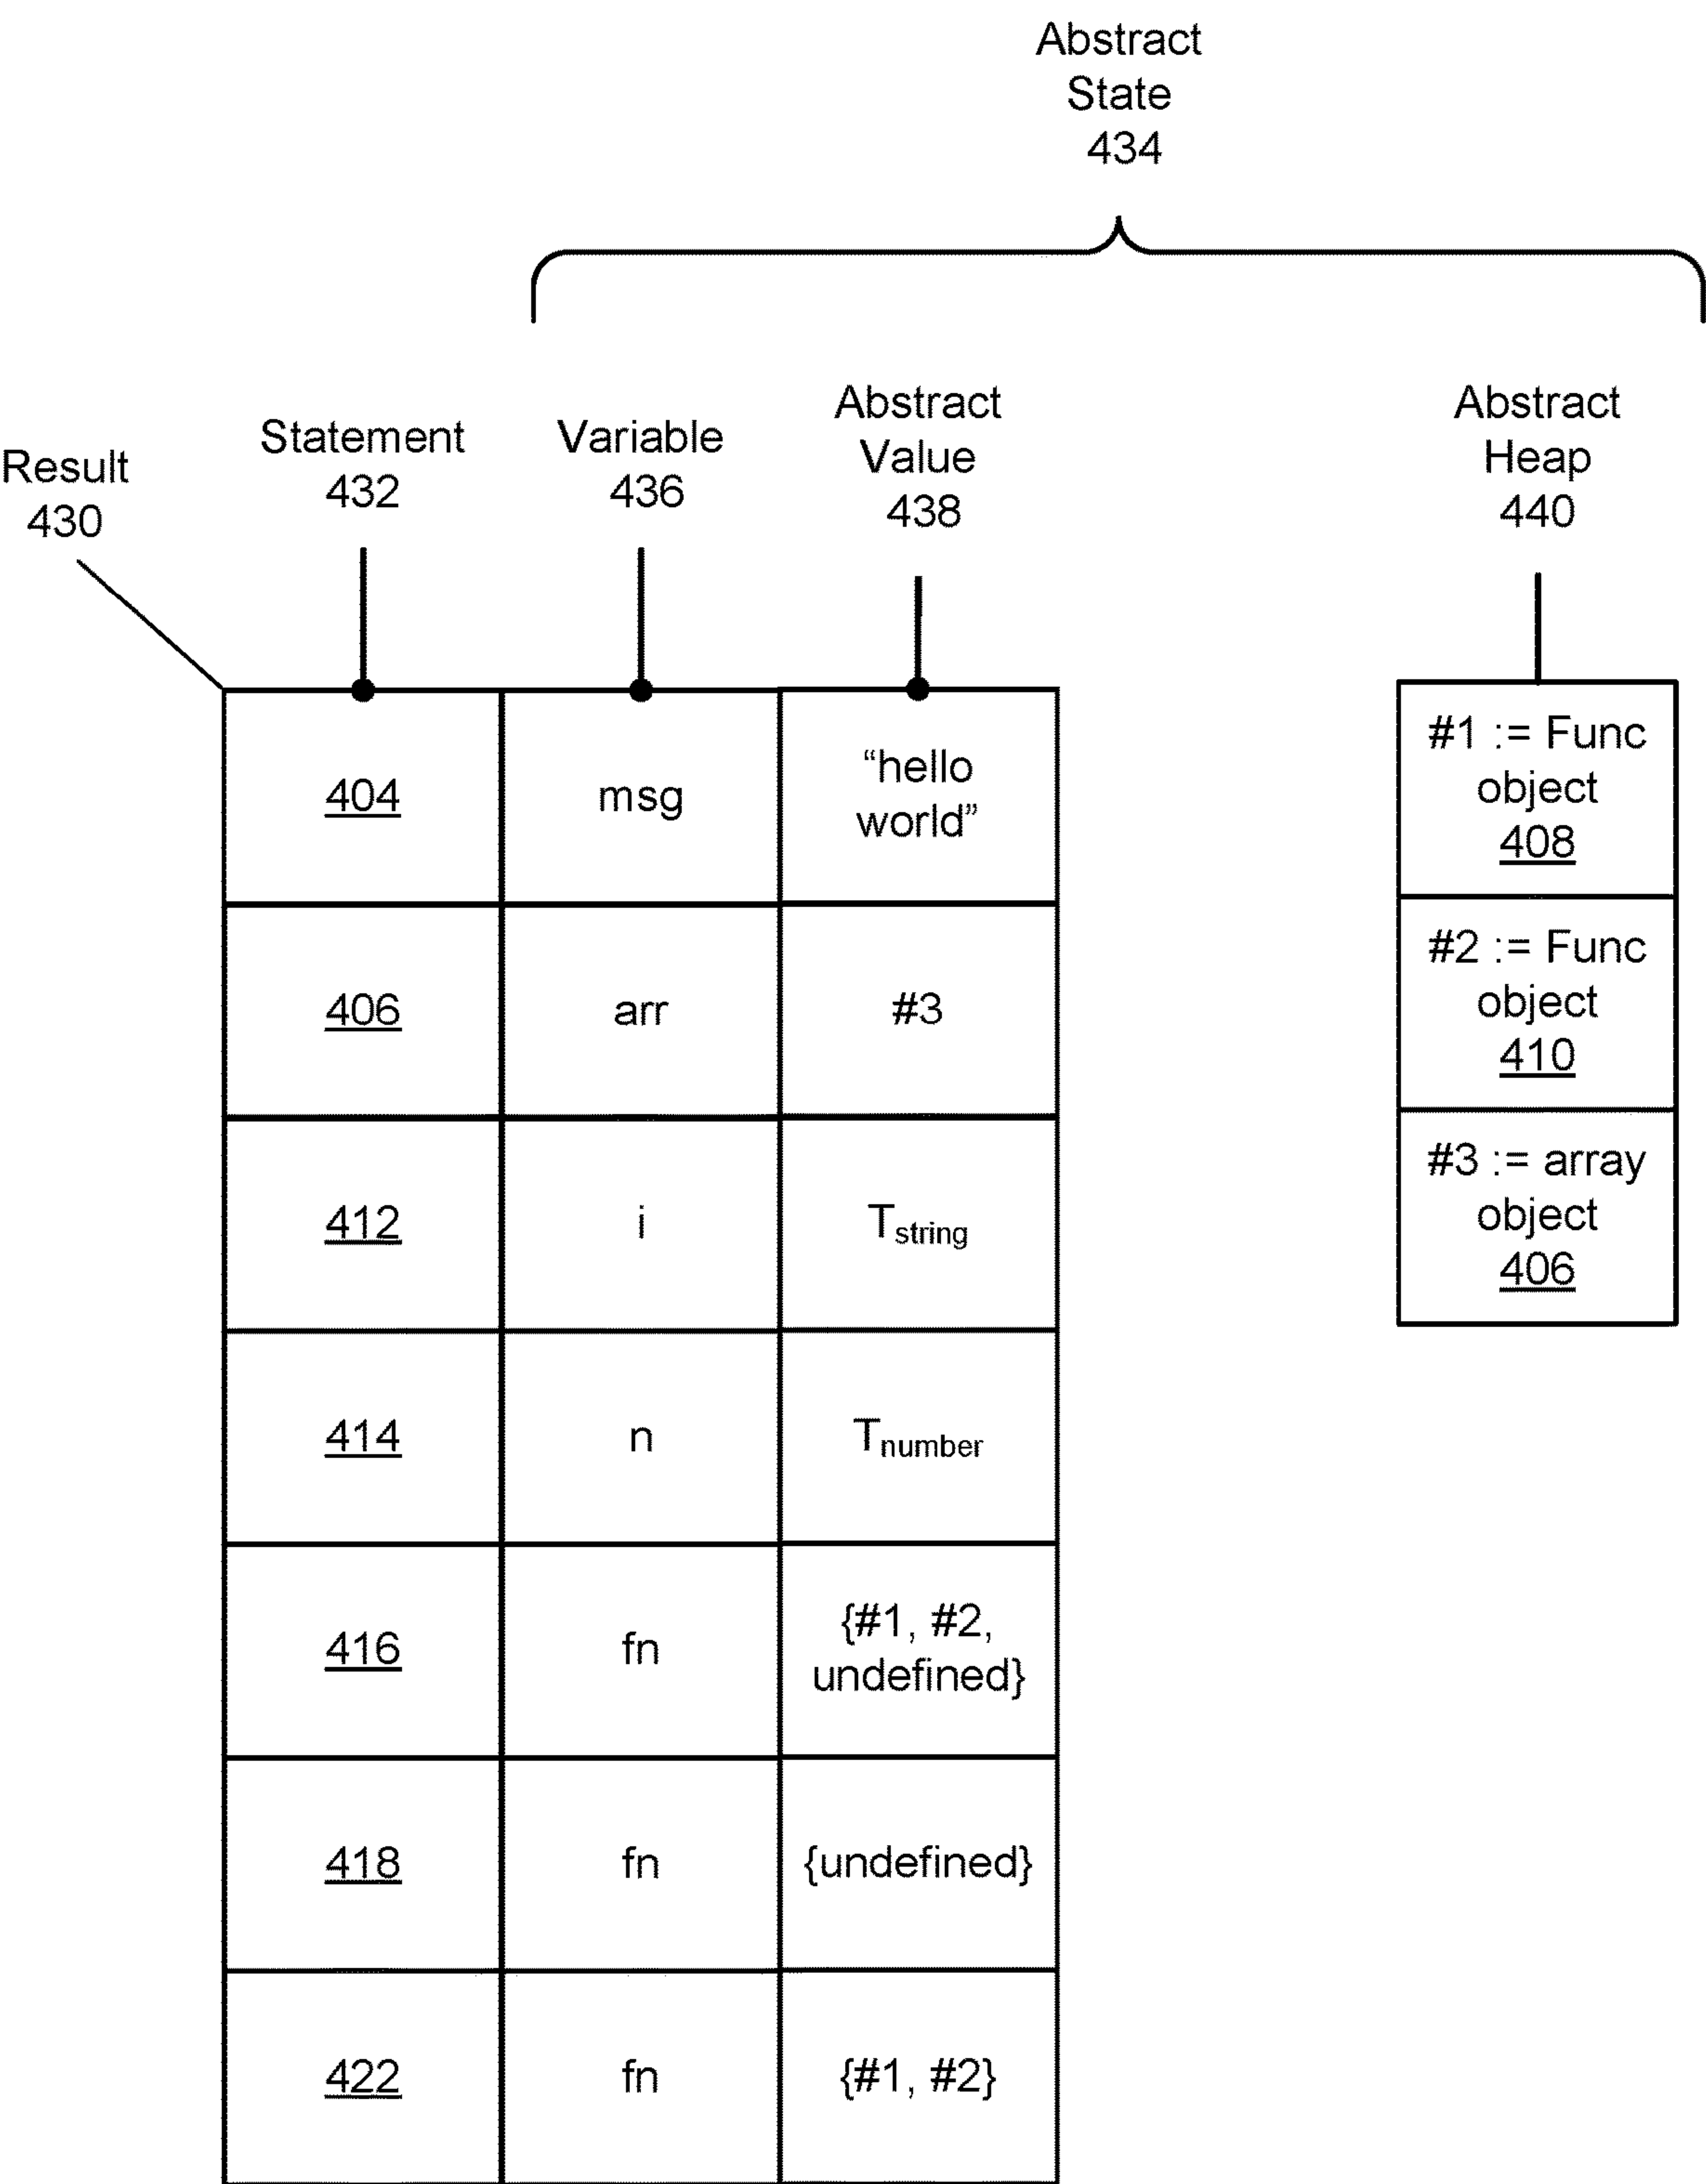 Abstract
State
434
Result
430
Statement
432
Variable
436
Abstract
Value
438
Abstract
Heap
440
404
msg
“hello
world”
406
arr
#3
412
i
Tstring
414
n
Tnumber
416
fn
{#1, #2,
undefined}
418
fn
{undefined}
422
fn
{#1, #2}
#1 := Func
object
408
#2 := Func
object
410
#3 := array
object
406